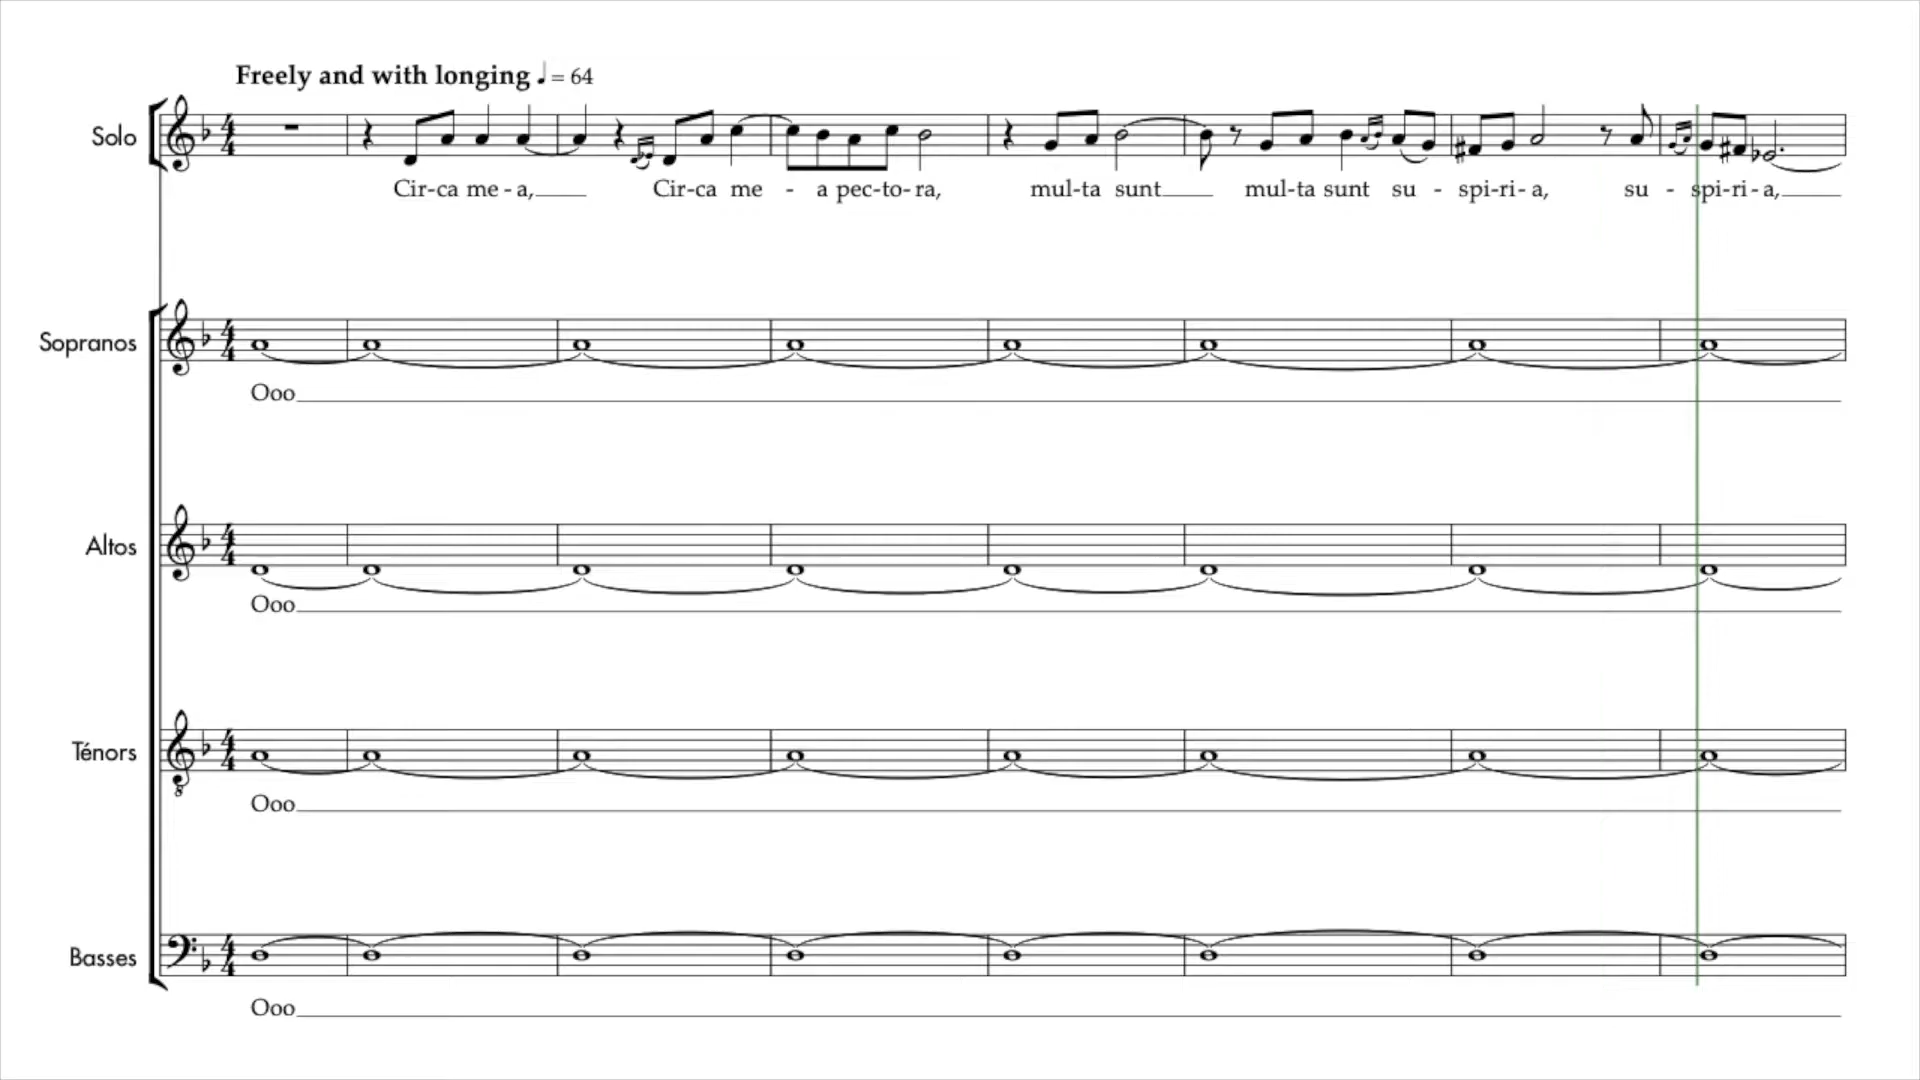 Freely and with longing ♩ = 64
Solo
Cir-ca me-a, Cir-ca me - a pec-to-ra, mul-ta sunt mul-ta sunt su - spi-ri-a, su - spi-ri-a,
Sopranos
Ooo
Altos
Ooo
Ténors
Ooo
Basses
Ooo